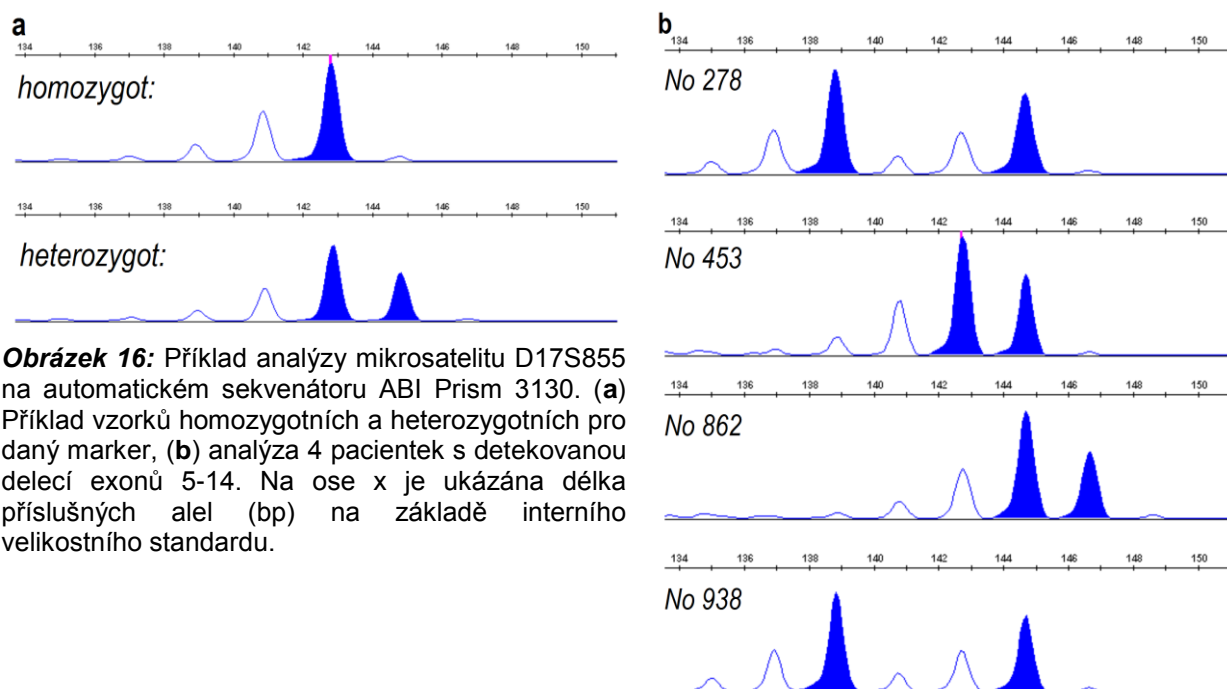 a
134 136 138 140 142 144 146 148 150
homozygot:
134 136 138 140 142 144 146 148 150
heterozygot:
Obrázek 16: Příklad analýzy mikrosatelitu D17S855
na automatickém sekvenátoru ABI Prism 3130. (a)
Příklad vzorků homozygotních a heterozygotních pro
daný marker, (b) analýza 4 pacientek s detekovanou
delecí exonů 5-14. Na ose x je ukázána délka
příslušných alel (bp) na základě interního
velikostního standardu.
b
134 136 138 140 142 144 146 148 150
No 278
134 136 138 140 142 144 146 148 150
No 453
134 136 138 140 142 144 146 148 150
No 862
134 136 138 140 142 144 146 148 150
No 938